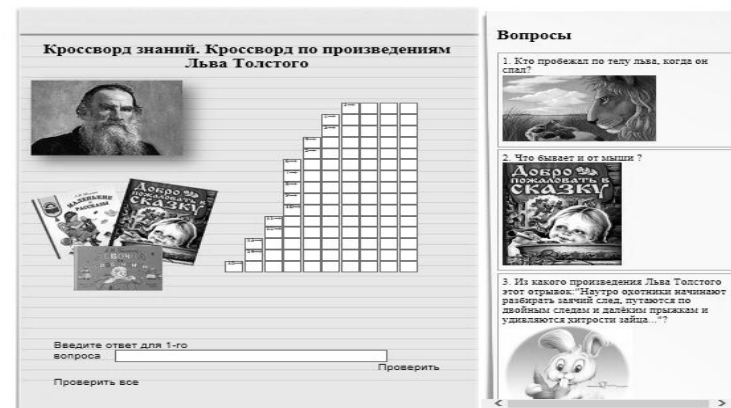 Кроссворд знаний. Кроссворд по произведениям
Льва Толстого
МАЛЕНЬКИЕ
РАССКАЗЫ
ДОБРО
ПОЖАЛОВАТЬ В
СКАЗКУ
Введите ответ для 1-го
вопроса
Проверить
Проверить все
Вопросы
1. Кто пробежал по телу льва, когда он
спал?
2. Что бывает и от мыши ?
ДОБРО
ПОЖАЛОВАТЬ В
СКАЗКУ
3. Из какого произведения Льва Толстого
этот отрывок:"Наутро охотники начинают
разбирать заячий след, путаются по
двойным следам и далёким прыжкам и
удивляются хитрости зайца..."?